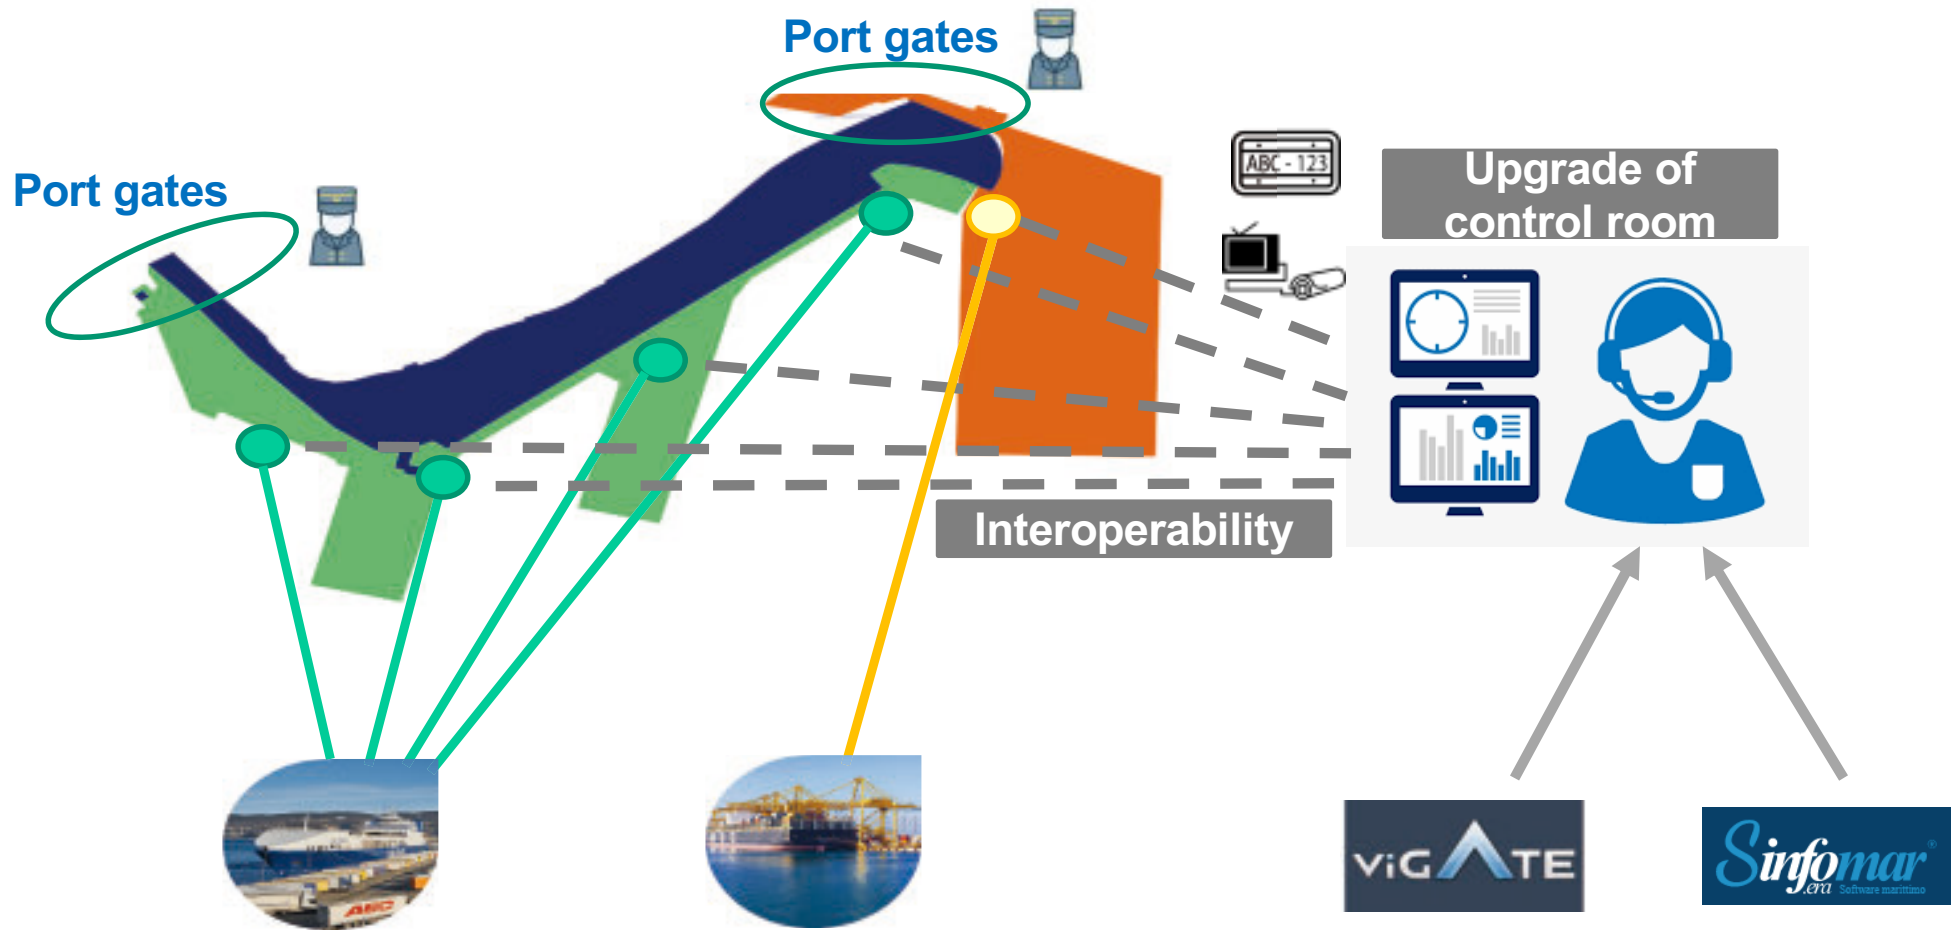 Port gates
Port gates
ABC - 123
Upgrade of
control room
Interoperability
ViGATE
Sinfomar®
.era Software marittimo